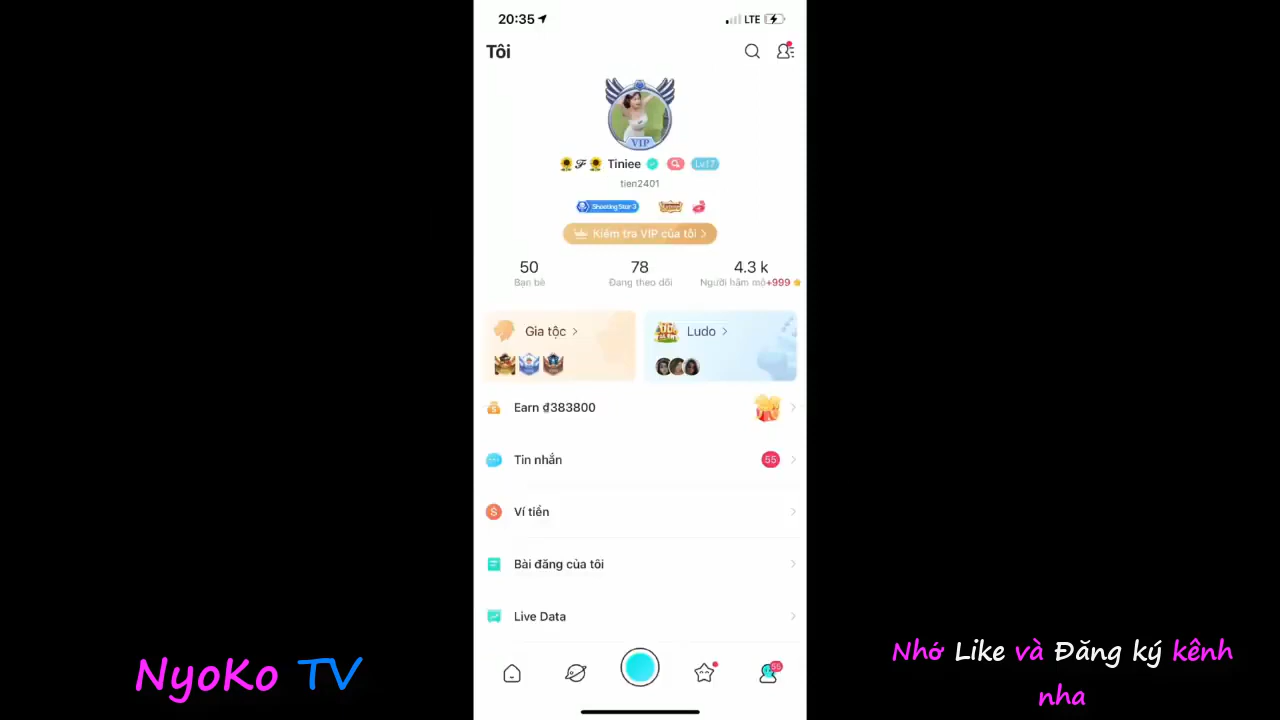 20:35
LTE
Tôi
VIP
🌻 ℱ 🌻 Tiniee
Lv17
tien2401
Shooting Star 3
Kiểm tra VIP của tôi >
50
78
4.3 k
Bạn bè
Đang theo dõi
Người hâm mộ+999
Gia tộc >
Ludo >
Earn ₫383800
Tin nhắn
55
Ví tiền
Bài đăng của tôi
Live Data
55
NyoKo TV
Nhớ Like và Đăng ký kênh
nha